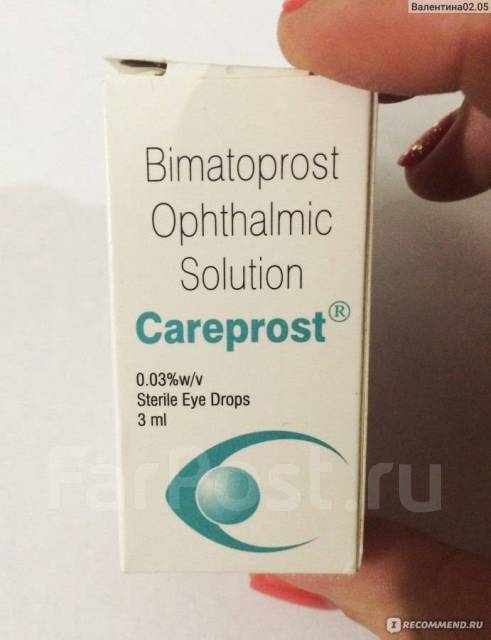 Валентина02.05
Bimatoprost
Ophthalmic
Solution
Careprost®
0.03%w/v
Sterile Eye Drops
3 ml
FarPost.ru
I RECOMMEND.RU